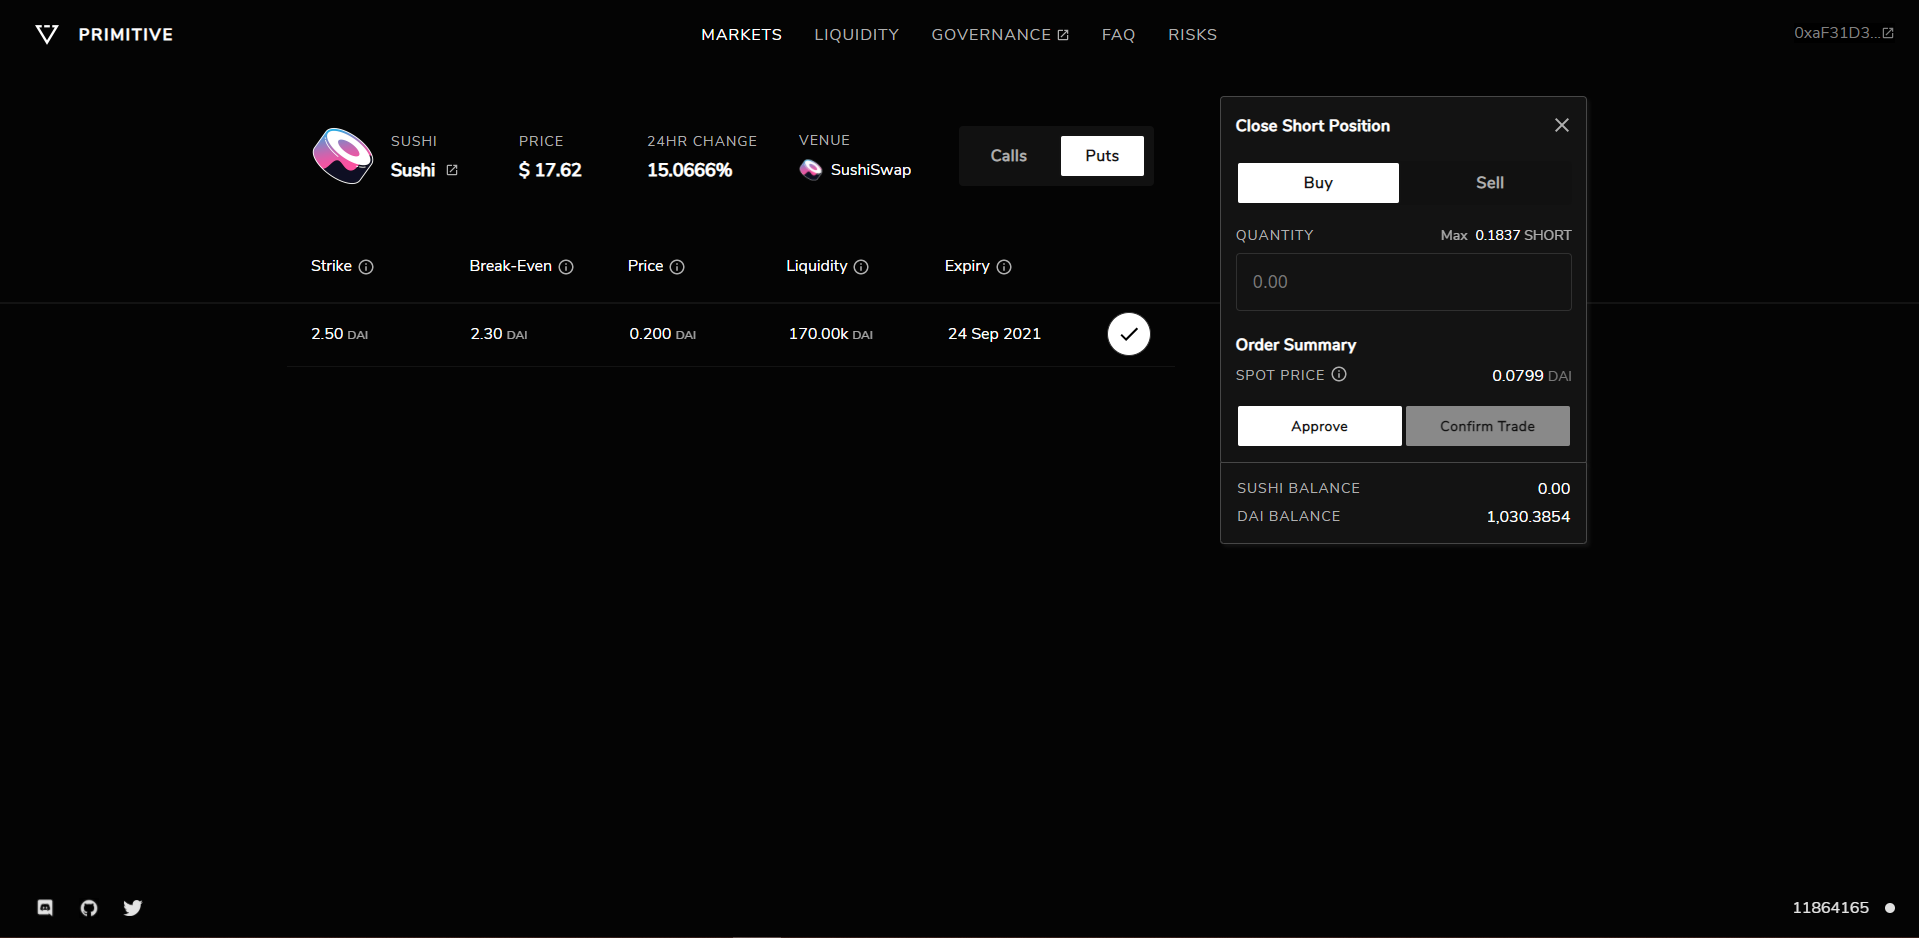 PRIMITIVE
MARKETS LIQUIDITY GOVERNANCE FAQ RISKS
0xaF31D3...
SUSHI
Sushi
PRICE
$ 17.62
24HR CHANGE
15.0666%
VENUE
SushiSwap
Calls Puts
Strike Break-Even Price Liquidity Expiry
2.50 DAI 2.30 DAI 0.200 DAI 170.00k DAI 24 Sep 2021
Close Short Position
Buy Sell
QUANTITY Max 0.1837 SHORT
0.00
Order Summary
SPOT PRICE 0.0799 DAI
Approve Confirm Trade
SUSHI BALANCE 0.00
DAI BALANCE 1,030.3854
11864165